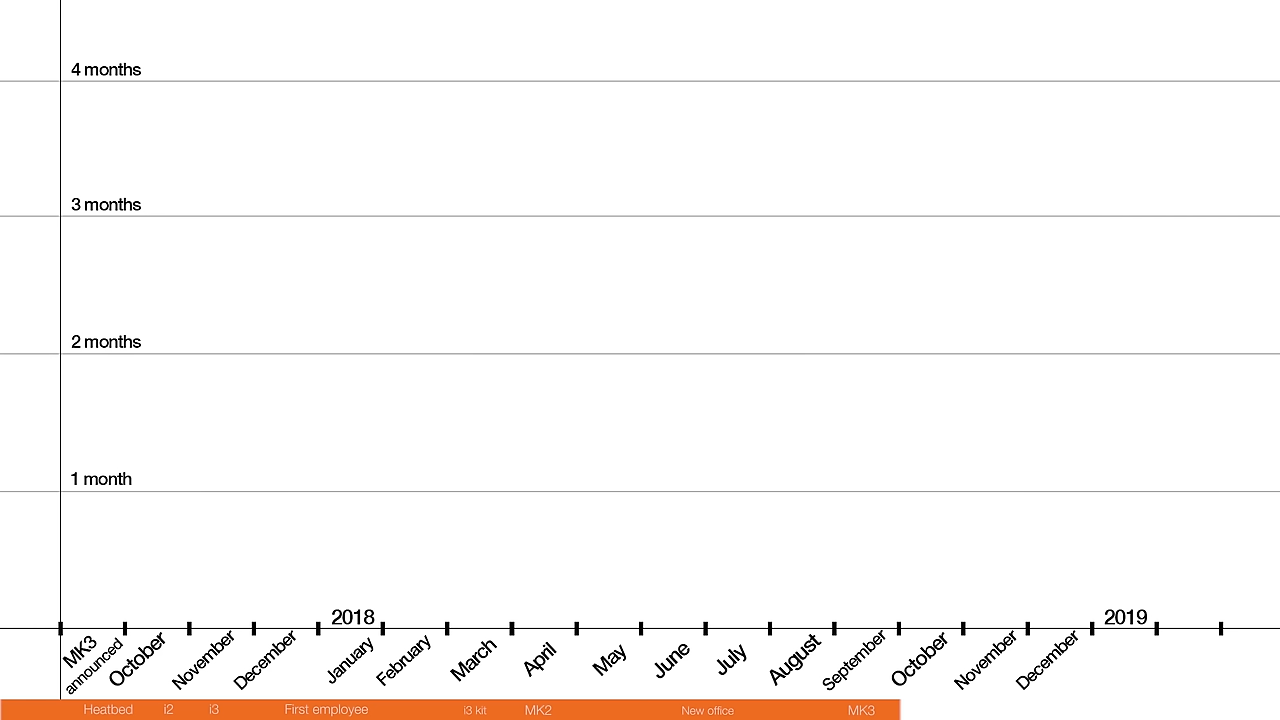 4 months
3 months
2 months
1 month
2018
2019
MK3
announced
October
November
December
January
February
March
April
May
June
July
August
September
October
November
December
Heatbed
i2
i3
First employee
i3 kit
MK2
New office
MK3